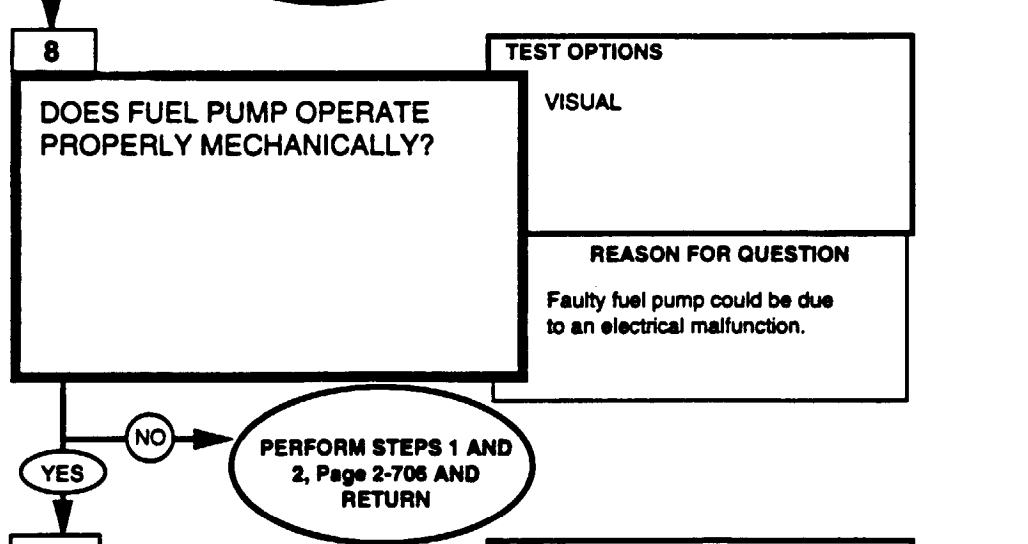 8
DOES FUEL PUMP OPERATE
PROPERLY MECHANICALLY?
TEST OPTIONS
VISUAL
REASON FOR QUESTION
Faulty fuel pump could be due
to an electrical malfunction.
NO
PERFORM STEPS 1 AND
2, Page 2-706 AND
RETURN
YES